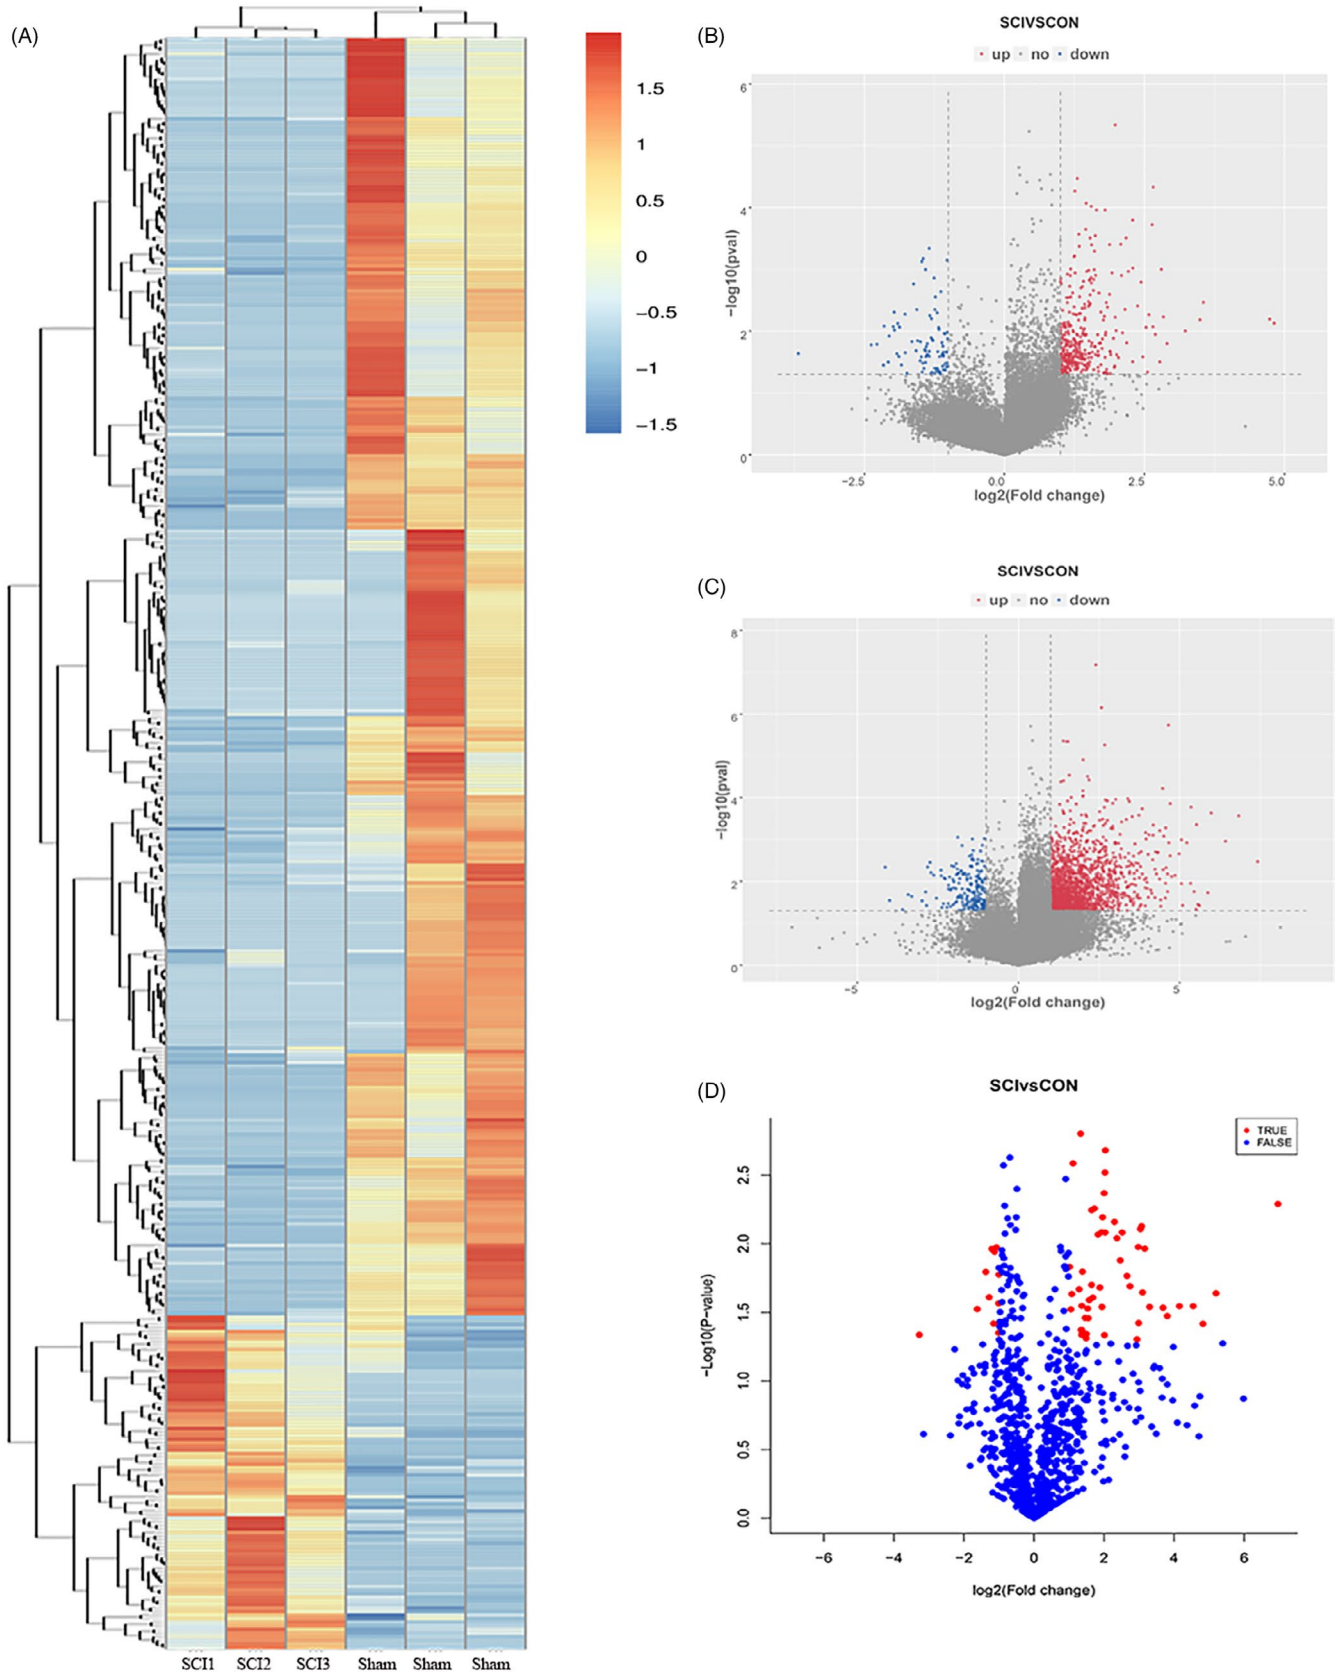 (A)
1.5
1
0.5
0
−0.5
−1
−1.5
SCI1 SCI2 SCI3 Sham Sham Sham
(B)
SCIVSCON
up no down
6
4
2
0
−log10(pval)
−2.5 0.0 2.5 5.0
log2(Fold change)
(C)
SCIVSCON
up no down
8
6
4
2
0
−log10(pval)
−5 0 5
log2(Fold change)
(D)
SCIvsCON
TRUE
FALSE
2.5
2.0
1.5
1.0
0.5
0.0
−Log10(P−value)
−6 −4 −2 0 2 4 6
log2(Fold change)